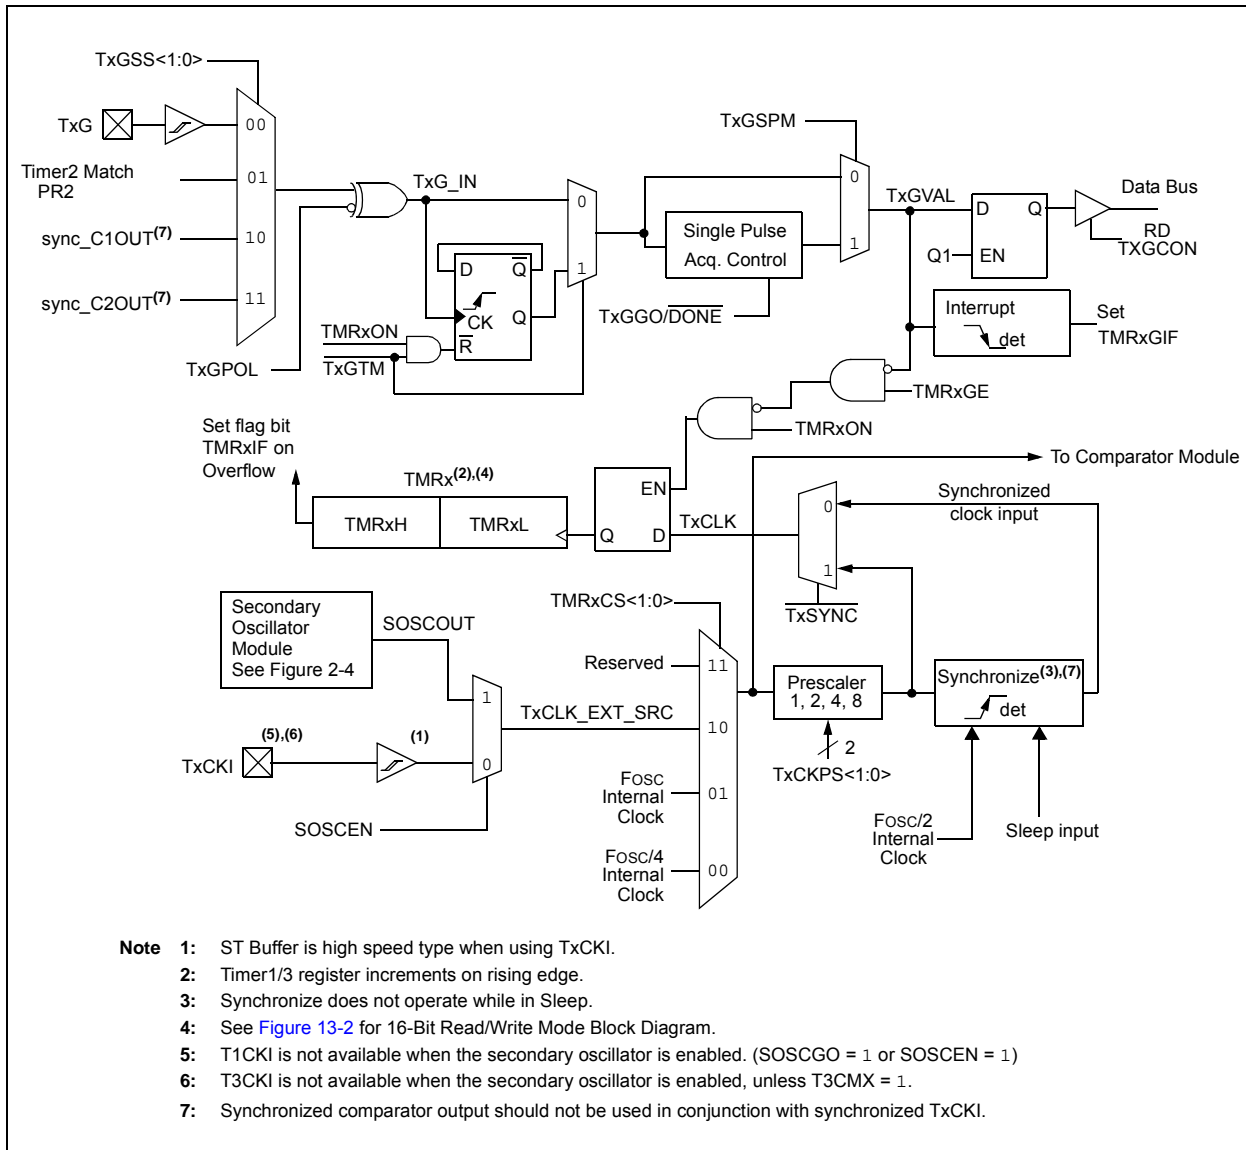 TxGSS<1:0>
TxG
00
Timer2 Match
PR2
01
sync_C1OUT(7)
10
sync_C2OUT(7)
11
TxGPOL
TxG_IN
0
1
D
Q
CK
Q
R
TMRxON
TxGTM
TxGSPM
0
1
Single Pulse
Acq. Control
TxGGO/DONE
TxGVAL
D
Q
Q1
EN
Data Bus
RD
TXGCON
Interrupt
det
Set
TMRxGIF
TMRxGE
TMRxON
Set flag bit
TMRxIF on
Overflow
TMRx(2),(4)
TMRxH
TMRxL
EN
Q
D
TxCLK
To Comparator Module
Synchronized
clock input
0
1
TxSYNC
Secondary
Oscillator
Module
See Figure 2-4
SOSCOUT
1
0
(5),(6)
(1)
TxCKI
SOSCEN
TxCLK_EXT_SRC
TMRxCS<1:0>
Reserved
11
10
FOSC
Internal
Clock
01
FOSC/4
Internal
Clock
00
Prescaler
1, 2, 4, 8
2
TxCKPS<1:0>
Synchronize(3),(7)
det
FOSC/2
Internal
Clock
Sleep input
Note 1: ST Buffer is high speed type when using TxCKI.
2: Timer1/3 register increments on rising edge.
3: Synchronize does not operate while in Sleep.
4: See Figure 13-2 for 16-Bit Read/Write Mode Block Diagram.
5: T1CKI is not available when the secondary oscillator is enabled. (SOSCGO = 1 or SOSCEN = 1)
6: T3CKI is not available when the secondary oscillator is enabled, unless T3CMX = 1.
7: Synchronized comparator output should not be used in conjunction with synchronized TxCKI.